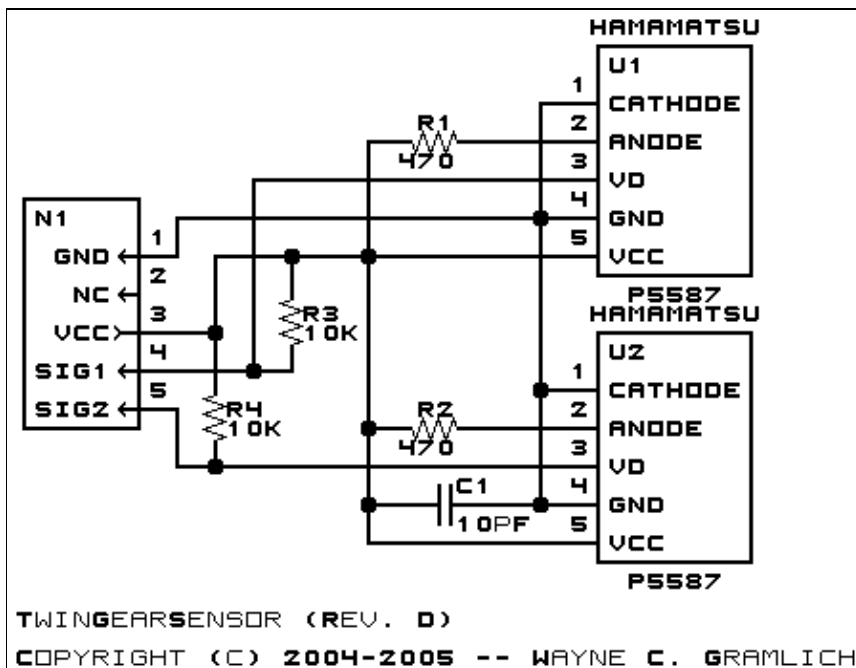 HAMAMATSU
U1
1 CATHODE
2 ANODE
3 VO
4 GND
5 VCC
P5587
R1
470
N1
GND 1
NC 2
VCC 3
SIG1 4
SIG2 5
R3
10K
R4
10K
HAMAMATSU
U2
1 CATHODE
2 ANODE
3 VO
4 GND
5 VCC
P5587
R2
470
C1
10PF
TWINGEARSENSOR (REV. D)
COPYRIGHT (C) 2004-2005 -- WAYNE C. GRAMLICH